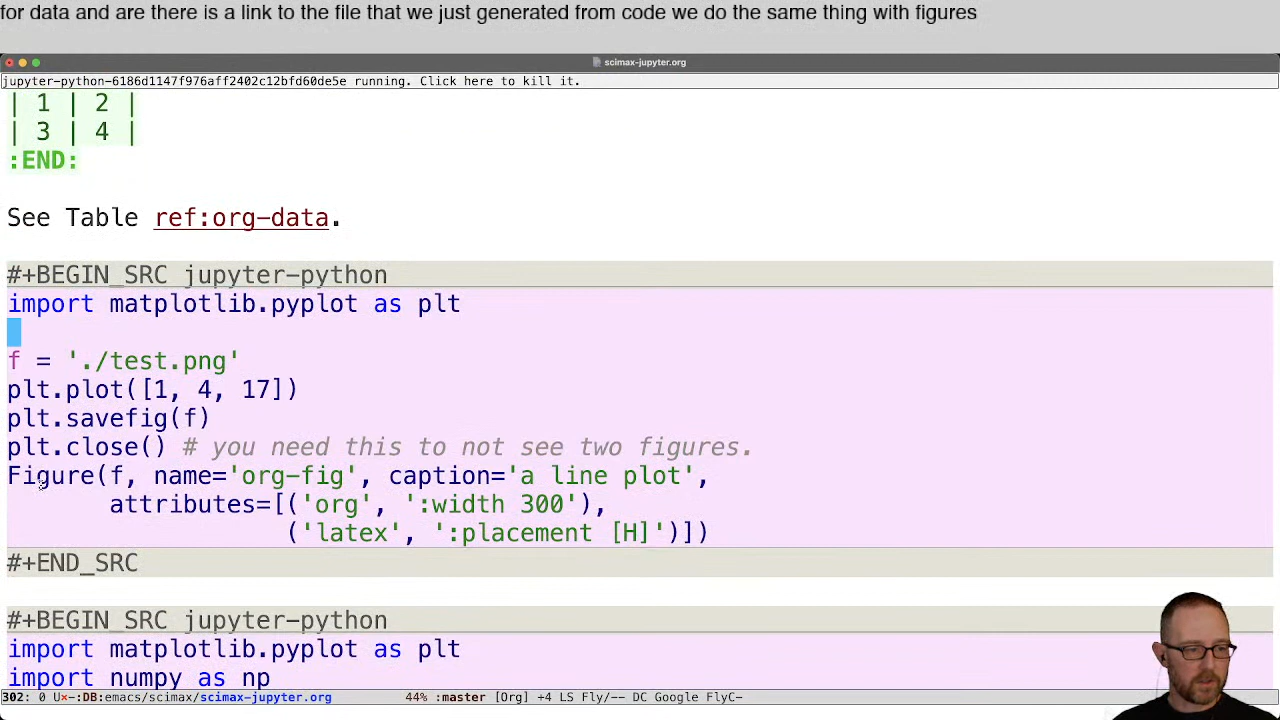 for data and are there is a link to the file that we just generated from code we do the same thing with figures
scimax-jupyter.org
jupyter-python-6186d1147f976aff2402c12bfd60de5e running. Click here to kill it.
| 1 | 2 |
| 3 | 4 |
:END:
See Table ref:org-data.
#+BEGIN_SRC jupyter-python
import matplotlib.pyplot as plt
f = './test.png'
plt.plot([1, 4, 17])
plt.savefig(f)
plt.close() # you need this to not see two figures.
Figure(f, name='org-fig', caption='a line plot',
attributes=[('org', ':width 300'),
('latex', ':placement [H]')])
#+END_SRC
#+BEGIN_SRC jupyter-python
import matplotlib.pyplot as plt
import numpy as np
302: 0 U×-:DB:emacs/scimax/scimax-jupyter.org 44% :master [Org] +4 LS Fly/-- DC Google FlyC-